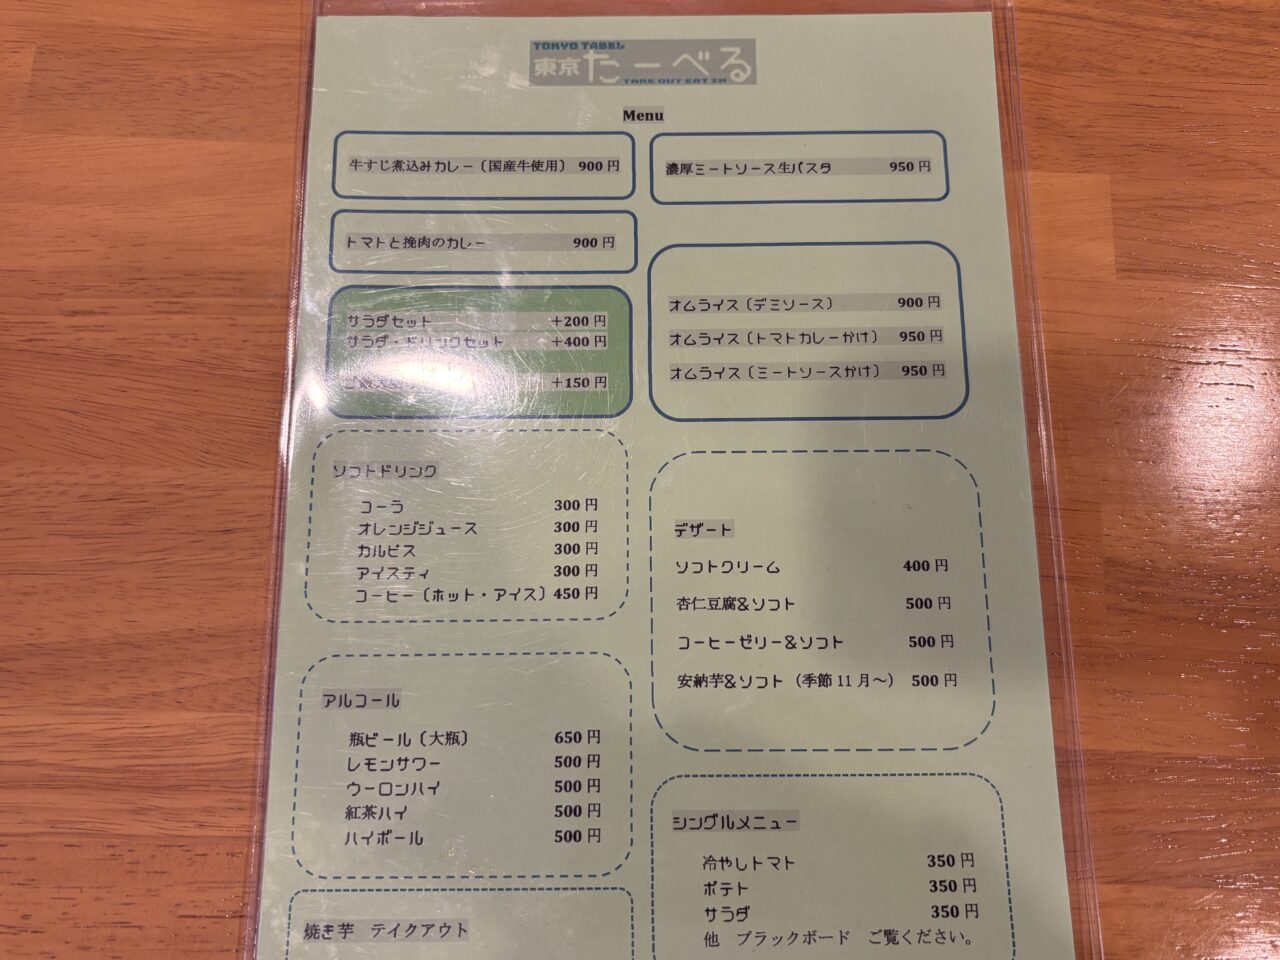 TOKYO TABEL
東京たーべる
TAKE OUT EAT IN
Menu
牛すじ煮込みカレー〔国産牛使用〕 900円
トマトと挽肉のカレー 900円
サラダセット +200円
サラダ・ドリンクセット +400円
+150円
ソフトドリンク
コーラ 300円
オレンジジュース 300円
カルピス 300円
アイスティ 300円
コーヒー〔ホット・アイス〕450円
アルコール
瓶ビール〔大瓶〕 650円
レモンサワー 500円
ウーロンハイ 500円
紅茶ハイ 500円
ハイボール 500円
焼き芋 テイクアウト
濃厚ミートソース生パスタ 950円
オムライス〔デミソース〕 900円
オムライス〔トマトカレーかけ〕 950円
オムライス〔ミートソースかけ〕 950円
デザート
ソフトクリーム 400円
杏仁豆腐&ソフト 500円
コーヒーゼリー&ソフト 500円
安納芋&ソフト（季節11月～） 500円
シングルメニュー
冷やしトマト 350円
ポテト 350円
サラダ 350円
他 ブラックボード ご覧ください。